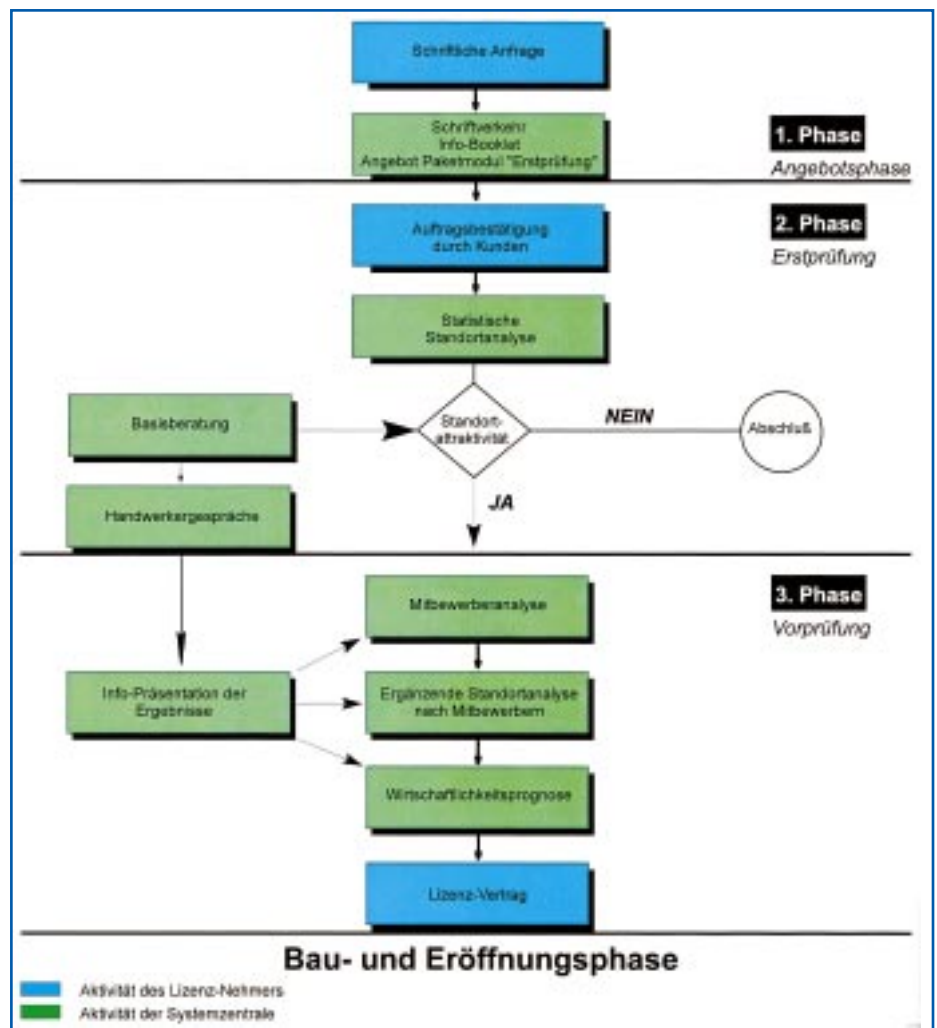 Schriftliche Anfrage
Schriftverkehr
Info-Booklet
Angebot Paketmodul "Erstprüfung"
1. Phase
Angebotsphase
Auftragsbestätigung
durch Kunden
2. Phase
Erstprüfung
Statistische
Standortanalyse
Basisberatung
Standort-
attraktivität
NEIN
Abschluß
JA
Handwerkergespräche
3. Phase
Vorprüfung
Mitbewerberanalyse
Info-Präsentation der
Ergebnisse
Ergänzende Standortanalyse
nach Mitbewerbern
Wirtschaftlichkeitsprognose
Lizenz-Vertrag
Bau- und Eröffnungsphase
Aktivität des Lizenz-Nehmers
Aktivität der Systemzentrale